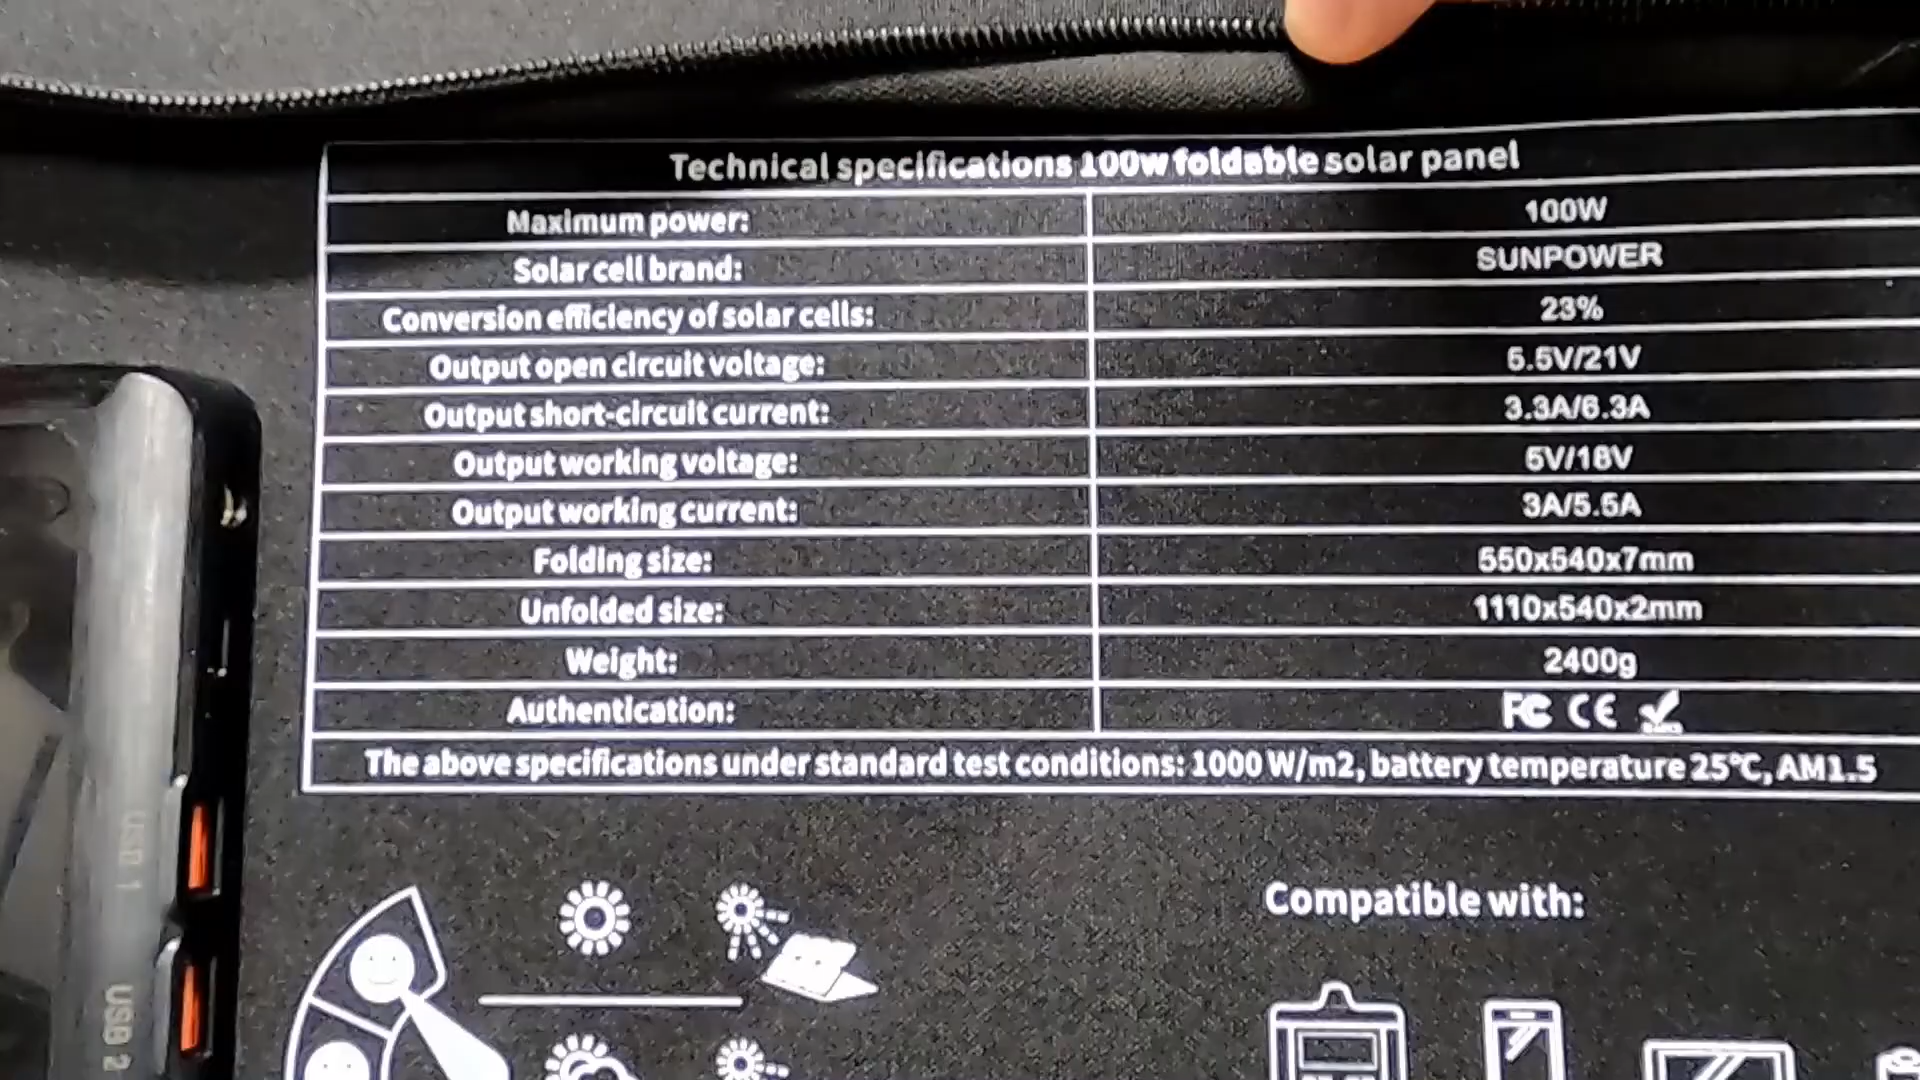 Technical specifications 100w foldable solar panel
Maximum power: 100W
Solar cell brand: SUNPOWER
Conversion efficiency of solar cells: 23%
Output open circuit voltage: 5.5V/21V
Output short-circuit current: 3.3A/6.3A
Output working voltage: 5V/18V
Output working current: 3A/5.5A
Folding size: 550x540x7mm
Unfolded size: 1110x540x2mm
Weight: 2400g
Authentication: FC CE
The above specifications under standard test conditions: 1000 W/m2, battery temperature 25℃, AM1.5
Compatible with:
USB 1
USB 2